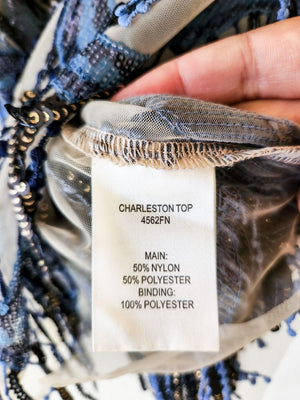 CHARLESTON TOP
4562FN
MAIN:
50% NYLON
50% POLYESTER
BINDING:
100% POLYESTER